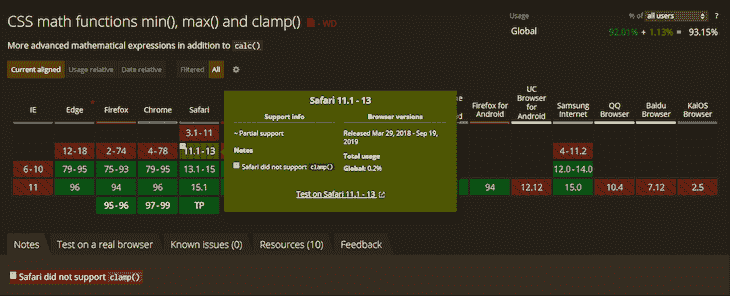 CSS math functions min(), max() and clamp() - WD
Usage % of all users ?
Global 92.01% + 1.13% = 93.15%
More advanced mathematical expressions in addition to calc()
Current aligned Usage relative Date relative Filtered All
IE Edge Firefox Chrome Safari Firefox for Android UC Browser for Android Samsung Internet QQ Browser Baidu Browser KaiOS Browser
3.1-11
12-18 2-74 4-78 11.1-13 4-11.2
6-10 79-95 75-93 79-95 13.1-15 12.0-14.0
11 96 94 96 15.1 94 12.12 15.0 10.4 7.12 2.5
95-96 97-99 TP
Safari 11.1 - 13
Support info Browser versions
~ Partial support Released Mar 29, 2018 - Sep 19, 2019
Notes Total usage
Safari did not support clamp() Global: 0.2%
Test on Safari 11.1 - 13
Notes Test on a real browser Known issues (0) Resources (10) Feedback
Safari did not support clamp()